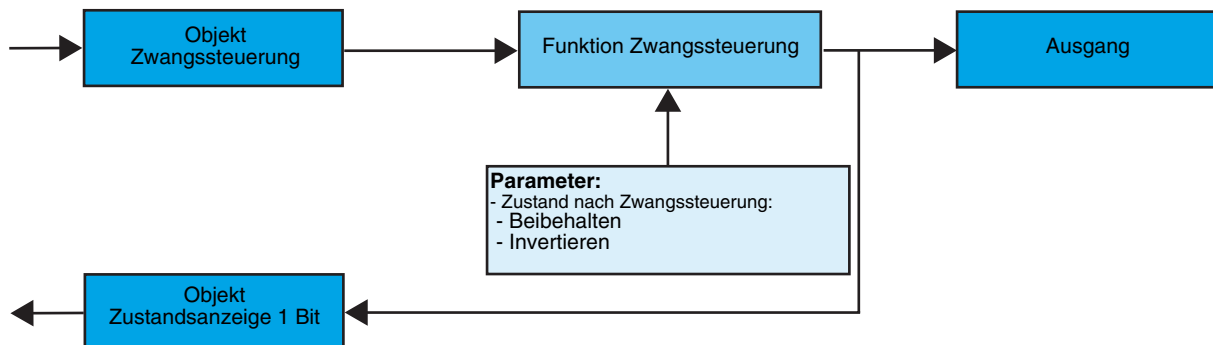 Objekt
Zwangssteuerung
Funktion Zwangssteuerung
Ausgang
Parameter:
- Zustand nach Zwangssteuerung:
- Beibehalten
- Invertieren
Objekt
Zustandsanzeige 1 Bit